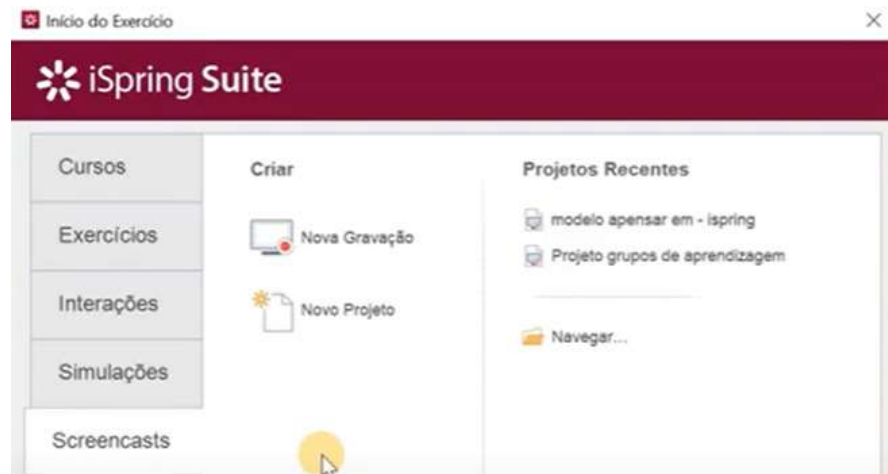 Início do Exercício
iSpring Suite
Cursos
Exercícios
Interações
Simulações
Screencasts
Criar
Nova Gravação
Novo Projeto
Projetos Recentes
modelo apensar em - ispring
Projeto grupos de aprendizagem
Navegar...